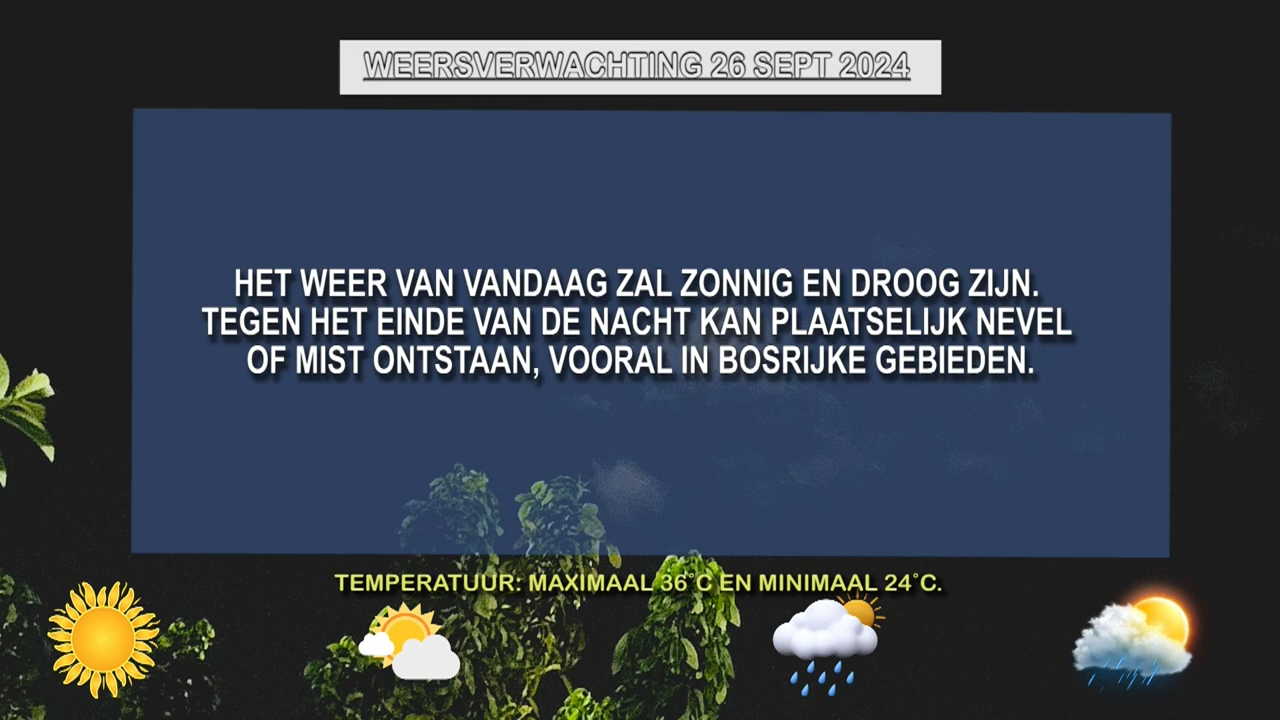 WEERSVERWACHTING 26 SEPT 2024
HET WEER VAN VANDAAG ZAL ZONNIG EN DROOG ZIJN.
TEGEN HET EINDE VAN DE NACHT KAN PLAATSELIJK NEVEL
OF MIST ONTSTAAN, VOORAL IN BOSRIJKE GEBIEDEN.
TEMPERATUUR: MAXIMAAL 36°C EN MINIMAAL 24°C.